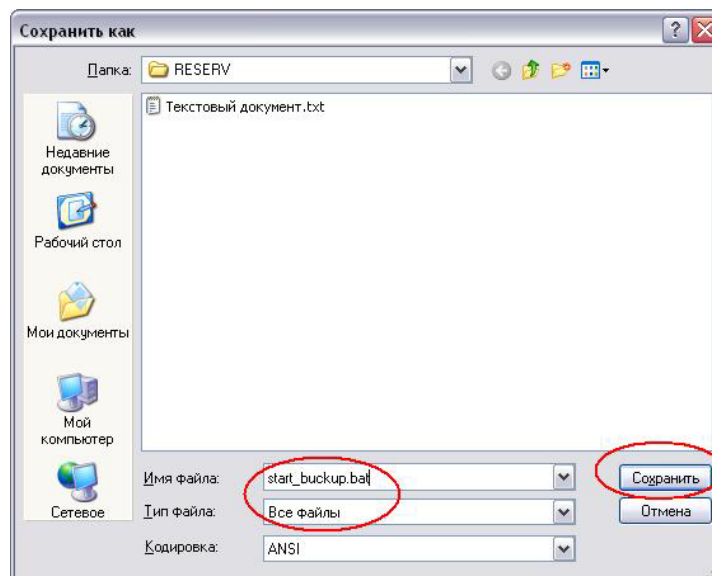 Сохранить как
Папка:
RESERV
Текстовый документ.txt
Недавние
документы
Рабочий стол
Мои документы
Мой
компьютер
Сетевое
Имя файла:
start_buckup.bat
Сохранить
Тип файла:
Все файлы
Отмена
Кодировка:
ANSI